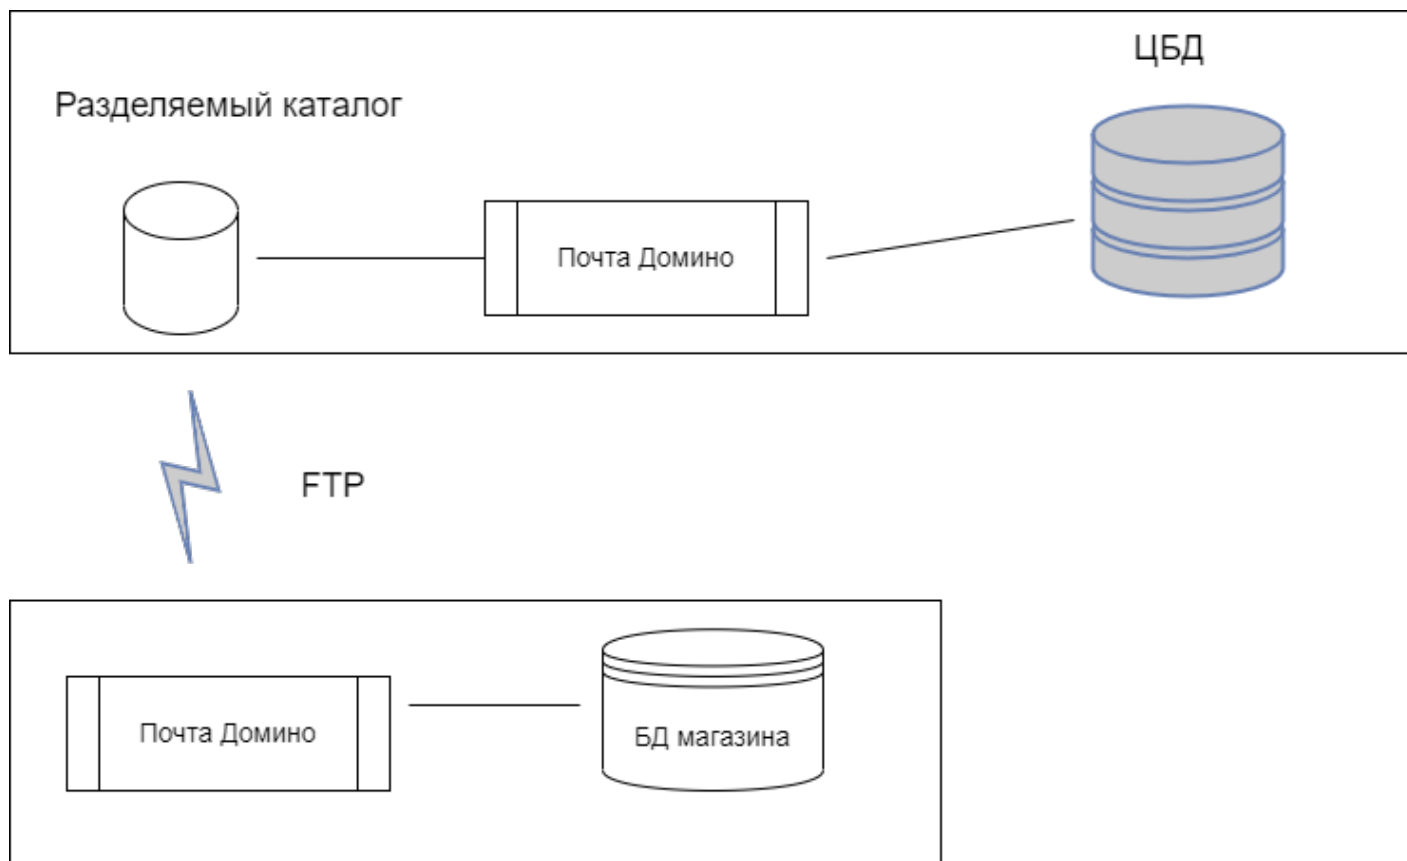 ЦБД
Разделяемый каталог
Почта Домино
FTP
Почта Домино
БД магазина